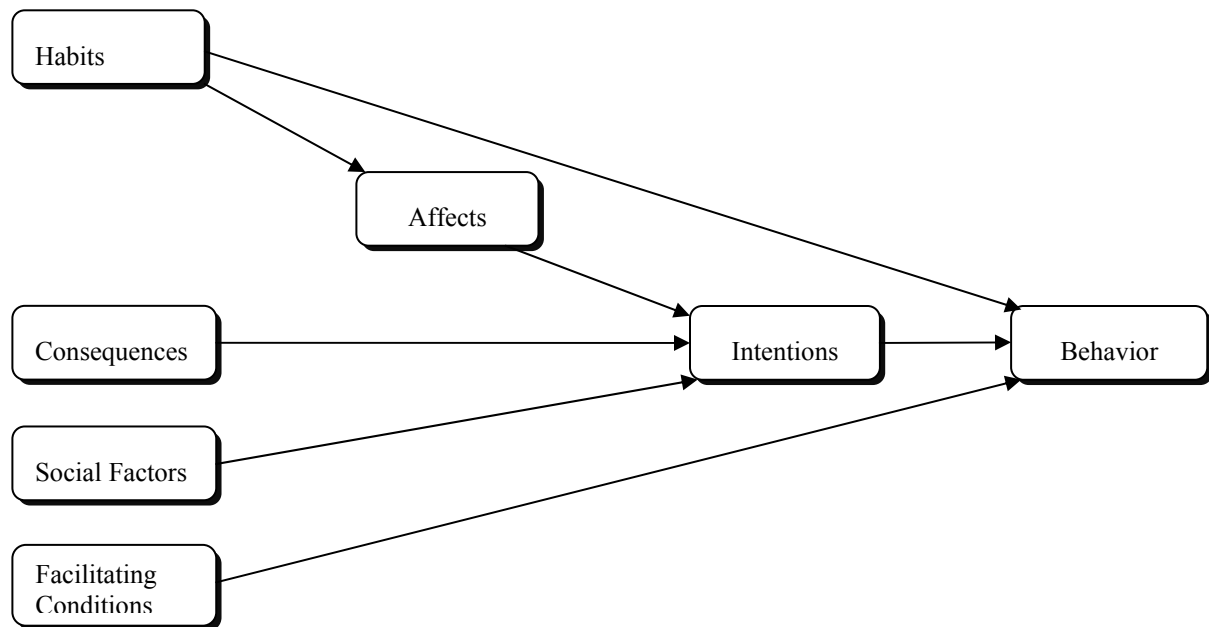 Habits
Affects
Consequences
Intentions
Behavior
Social Factors
Facilitating
Conditions